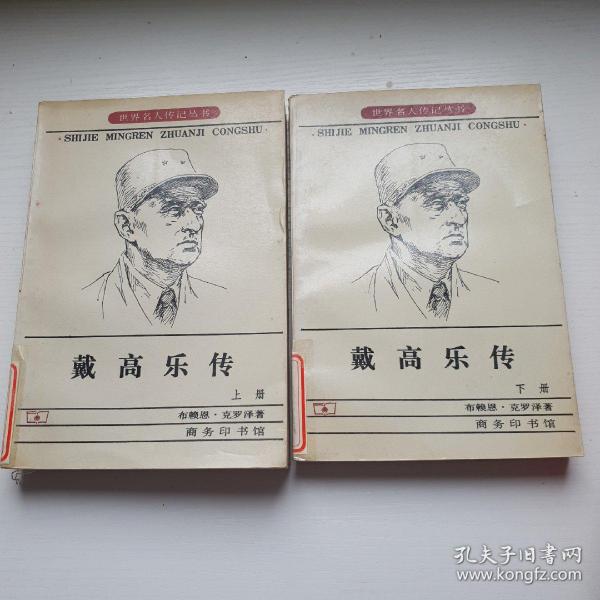 世界名人传记丛书
· SHIJIE MINGREN ZHUANJI CONGSHU ·
戴高乐传
上册
布赖恩·克罗泽著
商务印书馆
世界名人传记丛书
· SHIJIE MINGREN ZHUANJI CONGSHU ·
戴高乐传
下册
布赖恩·克罗泽著
商务印书馆
孔夫子旧书网
www.kongfz.com